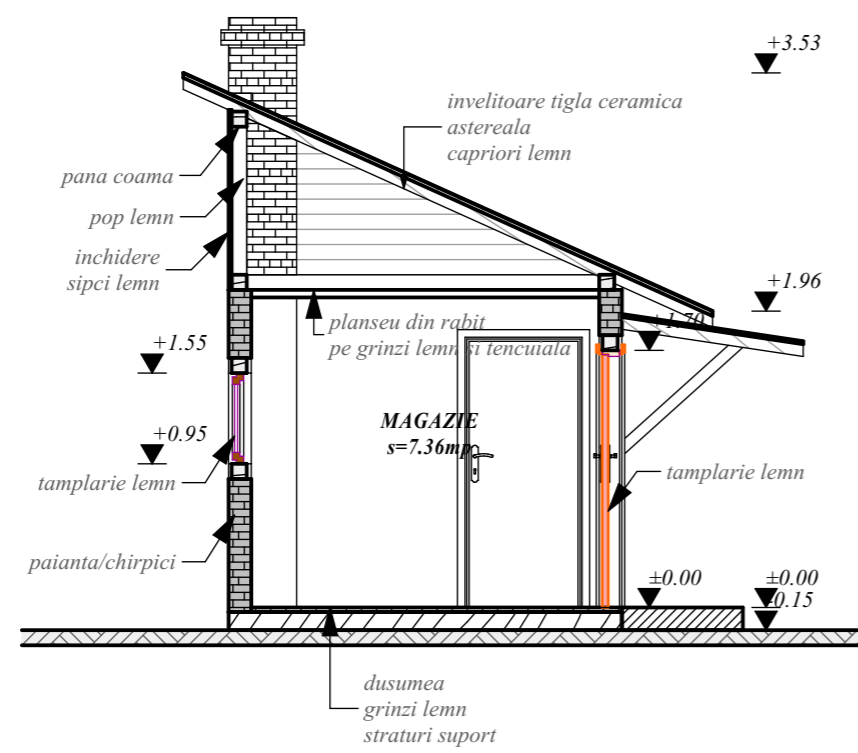 +3.53
invelitoare tigla ceramica
astereala
capriori lemn
pana coama
pop lemn
inchidere
sipci lemn
+1.96
planseu din rabit
pe grinzi lemn si tencuiala
+1.70
+1.55
MAGAZIE
s=7.36mp
+0.95
tamplarie lemn
tamplarie lemn
paianta/chirpici
±0.00
±0.00
-0.15
dusumea
grinzi lemn
straturi suport